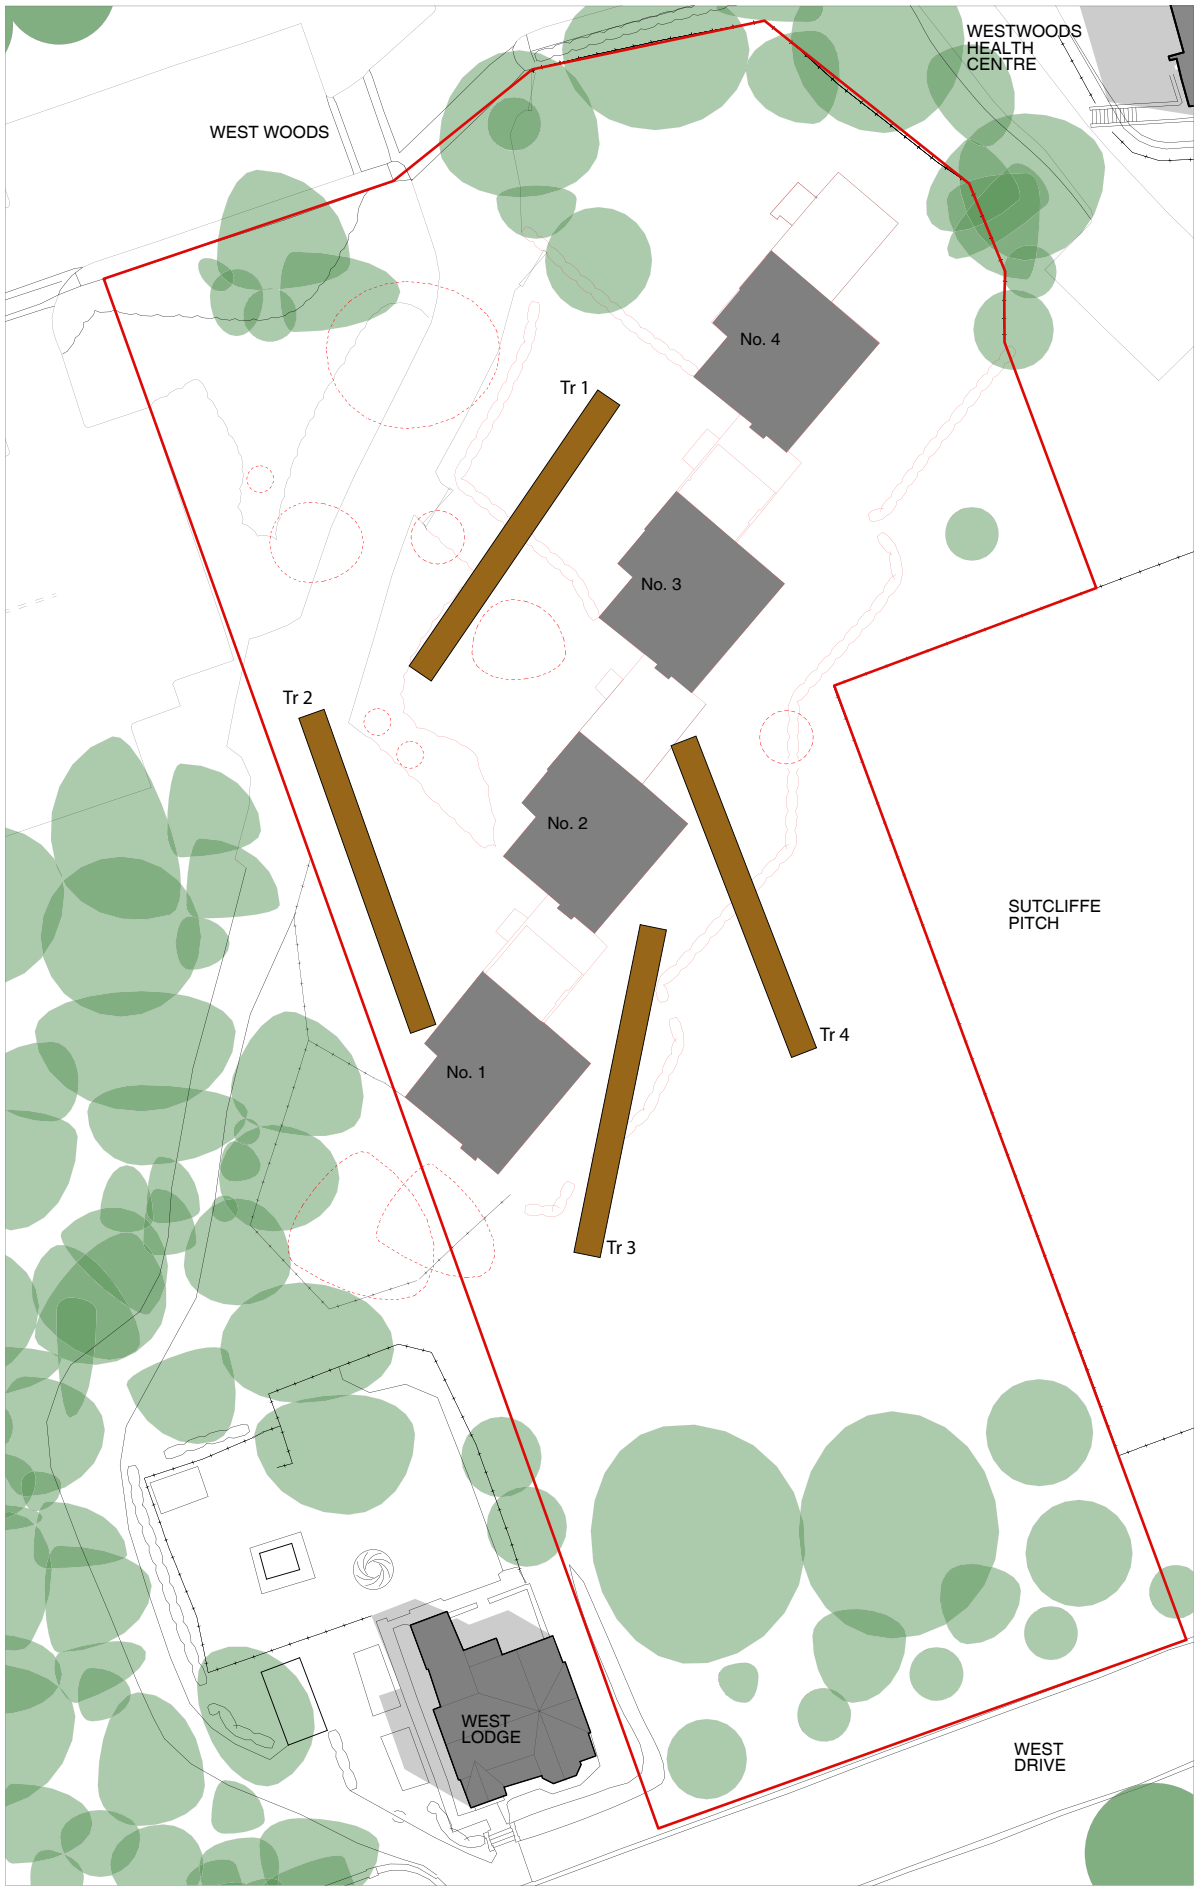 WESTWOODS
HEALTH
CENTRE
WEST WOODS
No. 4
Tr 1
No. 3
Tr 2
No. 2
SUTCLIFFE
PITCH
Tr 4
No. 1
Tr 3
WEST
LODGE
WEST
DRIVE